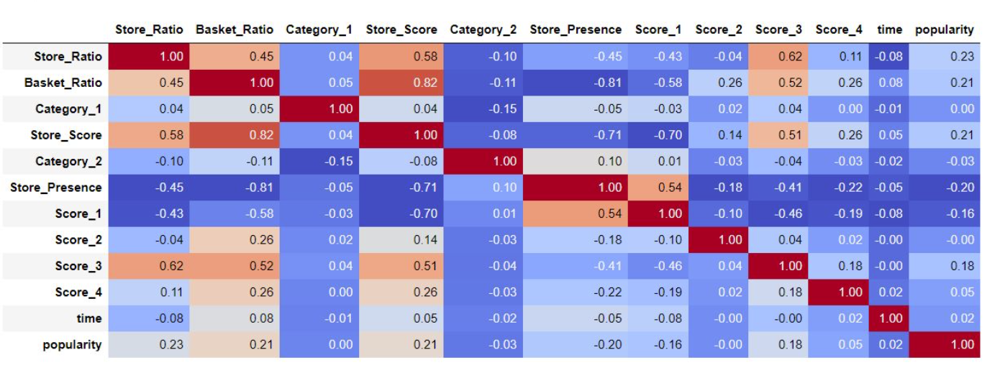 Store_Ratio Basket_Ratio Category_1 Store_Score Category_2 Store_Presence Score_1 Score_2 Score_3 Score_4 time popularity
Store_Ratio 1.00 0.45 0.04 0.58 -0.10 -0.45 -0.43 -0.04 0.62 0.11 -0.08 0.23
Basket_Ratio 0.45 1.00 0.05 0.82 -0.11 -0.81 -0.58 0.26 0.52 0.26 0.08 0.21
Category_1 0.04 0.05 1.00 0.04 -0.15 -0.05 -0.03 0.02 0.04 0.00 -0.01 0.00
Store_Score 0.58 0.82 0.04 1.00 -0.08 -0.71 -0.70 0.14 0.51 0.26 0.05 0.21
Category_2 -0.10 -0.11 -0.15 -0.08 1.00 0.10 0.01 -0.03 -0.04 -0.03 -0.02 -0.03
Store_Presence -0.45 -0.81 -0.05 -0.71 0.10 1.00 0.54 -0.18 -0.41 -0.22 -0.05 -0.20
Score_1 -0.43 -0.58 -0.03 -0.70 0.01 0.54 1.00 -0.10 -0.46 -0.19 -0.08 -0.16
Score_2 -0.04 0.26 0.02 0.14 -0.03 -0.18 -0.10 1.00 0.04 0.02 -0.00 -0.00
Score_3 0.62 0.52 0.04 0.51 -0.04 -0.41 -0.46 0.04 1.00 0.18 -0.00 0.18
Score_4 0.11 0.26 0.00 0.26 -0.03 -0.22 -0.19 0.02 0.18 1.00 0.02 0.05
time -0.08 0.08 -0.01 0.05 -0.02 -0.05 -0.08 -0.00 -0.00 0.02 1.00 0.02
popularity 0.23 0.21 0.00 0.21 -0.03 -0.20 -0.16 -0.00 0.18 0.05 0.02 1.00